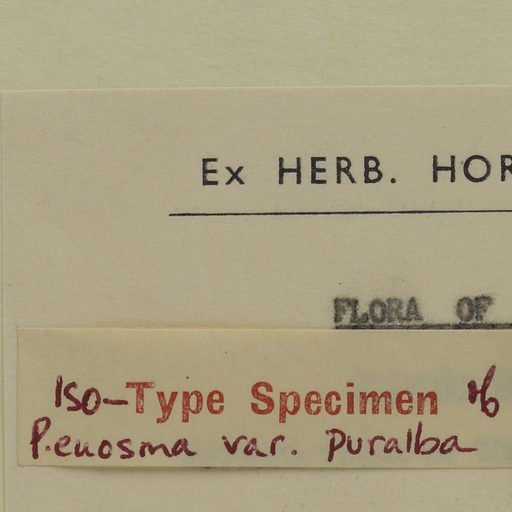 Ex HERB. HOR
FLORA OF
Iso-Type Specimen of
P. euosma var. puralba